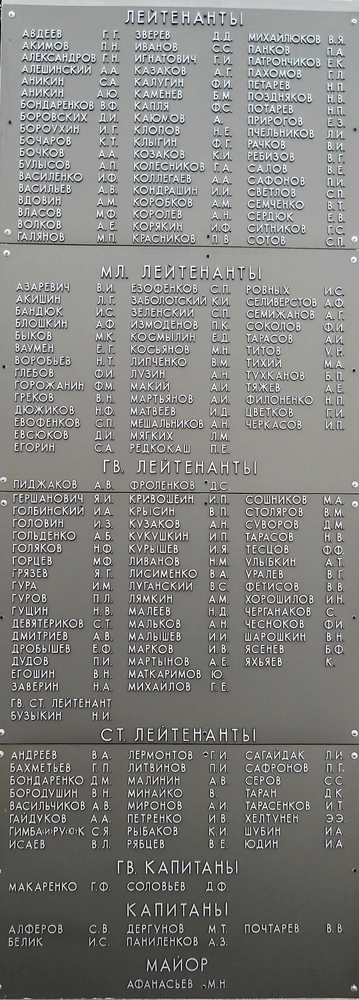 ЛЕЙТЕНАНТЫ
АВДЕЕВ Г. Г. ЗВЕРЕВ Д.Д. МИХАЙЛЮКОВ В.Я.
АКИМОВ П.Н. ИВАНОВ С.С. ПАНКОВ П.А.
АЛЕКСАНДРОВ Г.Н. ИГНАТОВИЧ Г.И. ПАТРОНЧИКОВ Е.К.
АЛЕШИНСКИЙ А.А. КАЗАКОВ А.Г. ПАХОМОВ Г.Л.
АНИКИН С.А. КАЛУГИН Ф.И. ПЕТАРЕВ Н.П.
АНИКИН А.Ю. КАМЕНЕВ Б.М. ПОЗДНЯКОВ Н.В.
БОНДАРЕНКОВ В.Ф. КАПЛЯ Ф.С. ПОТАРЕВ Н.П.
БОРОВСКИХ Д.И. КАЮМОВ А. ПРИРОГОВ Е.З.
БОРОУХИН И.Г. КЛОПОВ Н.Е. ПЧЕЛЬНИКОВ Л.И.
БОЧАРОВ К.Т. КЛЫГИН Ф.Г. РАЧКОВ В.И.
БОЧКОВ А.А. КОЗАКОВ К.И. РЕБИЗОВ В.Г.
БУЛЫСОВ А.П. КОЛЕСНИКОВ Г.А. САЛОВ В.Е.
ВАСИЛЕНКО И.Ф. КОЛЛЕГАЕВ А.А. САФОНОВ П.И.
ВАСИЛЬЕВ А.В. КОНДРАШИН И.И. СВЕТЛОВ С.П.
ВДОВИН А.М. КОРОБКОВ А.М. СЕМЧЕНКО В.Т.
ВЛАСОВ М.Ф. КОРОЛЕВ А.Н. СЕРДЮК Е.В.
ВОЛКОВ А.Е. КОРЯКИН И.Ф. СИТНИКОВ Г.С.
ГАЛЯНОВ М.П. КРАСНИКОВ П.В. СОТОВ С.П.
МЛ. ЛЕЙТЕНАНТЫ
АЗАРЕВИЧ В.И. ЕЗОФЕНКОВ С.П. РОВНЫХ И.С.
АКИШИН Л.Г. ЗАБОЛОТСКИЙ К.И. СЕЛИВЕРСТОВ А.Ф.
БАНДЮК И.С. ЗЕЛЕНСКИЙ С.П. СЕМИЖАНОВ А.Г.
БЛОШКИН А.Ф. ИЗМОДЕНОВ П.К. СОКОЛОВ Ф.И.
БЫКОВ М.К. КОСМЫЛИН Е.Д. ТАРАСОВ А.И.
ВАУМЕН Е.Г. КОСЬЯНОВ М.Н. ТИТОВ
ВОРОБЬЕВ Н.Т. ЛИПЧЕНКО В.М. ТИХИЙ М.А.
ГЛЕБОВ Ф.И. ЛУЗИН А.Н. ТУХКАНОВ Б.П.
ГОРОЖАНИН Ф.М. МАКИЙ А.И. ТЯЖЕВ А.Е.
ГРЕКОВ В.Н. МАРТЬЯНОВ А.И. ФИЛОНЕНКО Н.П.
ДЮЖИКОВ Н.Ф. МАТВЕЕВ И.Д. ЦВЕТКОВ Г.И.
ЕВОФЕНКОВ С.П. МЕШАЛЬНИКОВ А.Н. ЧЕРКАСОВ И.П.
ЕВСЮКОВ Д.И. МЯГКИХ Л.М.
ЕГОРИН С.А. РЕДКОКАШ П.Е.
ГВ. ЛЕЙТЕНАНТЫ
ПИДЖАКОВ А.В. ФРОЛЕНКОВ Д.С.
ГЕРШАНОВИЧ Я.И. КРИВОШЕИН И.П. СОШНИКОВ М.А.
ГОЛБИНСКИЙ И.А. КРЫСИН В.П. СТОЛЯРОВ В.М.
ГОЛОВИН И.З. КУЗАКОВ А.Н. СУВОРОВ Д.М.
ГОЛЬДЕНКО А.Б. КУКУШКИН И.П. ТАРАСОВ Н.В.
ГОЛЯКОВ Н.Ф. КУРЫШЕВ И.Я. ТЕСЦОВ Ф.Ф.
ГОРЦЕВ М.Ф. ЛИВАНОВ Н.М. УЛЫБКИН А.Т.
ГРЯЗЕВ Я.Г. ЛИСИМЕНКО В.А. УРАЛЕВ В.Г.
ГУРА И.М. ЛУГАНСКИЙ В.С. ФЕТИСОВ В.В.
ГУРОВ П.Л. ЛЯМКИН А.М. ХОРОШИЛОВ И.Н.
ГУЩИН Н.В. МАЛЕЕВ Н.Д. ЧЕРГАНАКОВ С.
ДЕВЯТЕРИКОВ С.Т. МАЛЬКОВ А.Н. ЧЕСНОКОВ Ф.И.
ДМИТРИЕВ А.В. МАЛЫШЕВ И.И. ШАРОШКИН В.Н.
ДРОБЫШЕВ Е.Ф. МАРКОВ И.В. ЯСЕНЕВ Б.Ф.
ДУДОВ П.И. МАРТЫНОВ А.Е. ЯХЬЯЕВ К.
ЕГОШИН В.Н. МАТКАРИМОВ Ю.
ЗАВЕРИН Н.А. МИХАЙЛОВ Г.Е.
ГВ. СТ. ЛЕЙТЕНАНТ
БУЗЫКИН Н.И.
СТ. ЛЕЙТЕНАНТЫ
АНДРЕЕВ В.А. ЛЕРМОНТОВ Г.И. САГАЙДАК Л.И.
БАХМЕТЬЕВ Г.П. ЛИТВИНОВ П.И. САФРОНОВ П.Г.
БОНДАРЕНКО Д.М. МАЛИНИН А.В. СЕРОВ С.С.
БОРОДУШИН В.Н. МИНАЙКО В. ТАРАН Д.К.
ВАСИЛЬЧИКОВ А.В. МИРОНОВ А.И. ТАРАСЕНКОВ И.Т.
ГАЙДУКОВ А.А. ПЕТРЕНКО И.В. ХЕЛТУНЕН Э.Э.
ГИМБА(И)РУ(Ю)К С.Я. РЫБАКОВ К.И. ШУБИН И.А.
ИСАЕВ В.Л. РЯБЦЕВ В.Е. ЮДИН И.А.
ГВ. КАПИТАНЫ
МАКАРЕНКО Г.Ф. СОЛОВЬЕВ Д.Ф.
КАПИТАНЫ
АЛФЕРОВ С.В. ДЕРГУНОВ М.Т. ПОЧТАРЕВ В.В.
БЕЛИК И.С. ПАНИЛЕНКОВ А.З.
МАЙОР
АФАНАСЬЕВ М.Н.